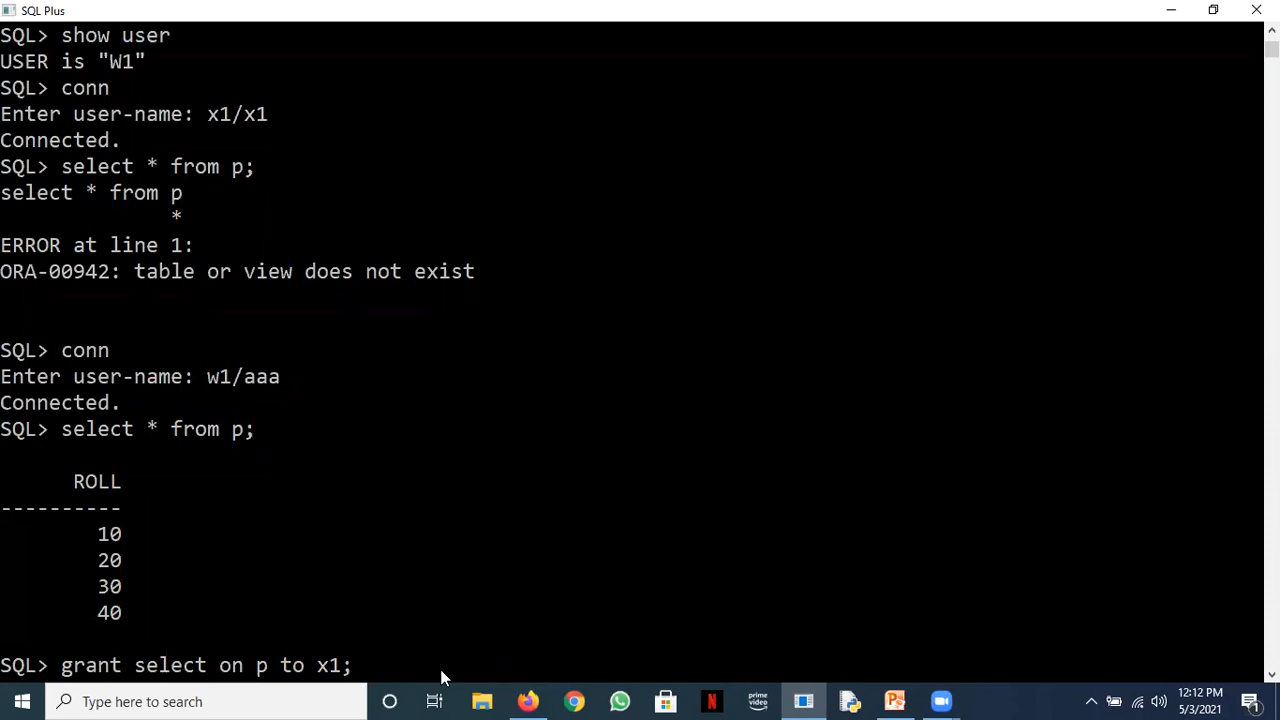 SQL Plus
SQL> show user
USER is "W1"
SQL> conn
Enter user-name: x1/x1
Connected.
SQL> select * from p;
select * from p
*
ERROR at line 1:
ORA-00942: table or view does not exist
SQL> conn
Enter user-name: w1/aaa
Connected.
SQL> select * from p;
ROLL
----------
10
20
30
40
SQL> grant select on p to x1;
Type here to search
N
prime video
12:12 PM
5/3/2021
1